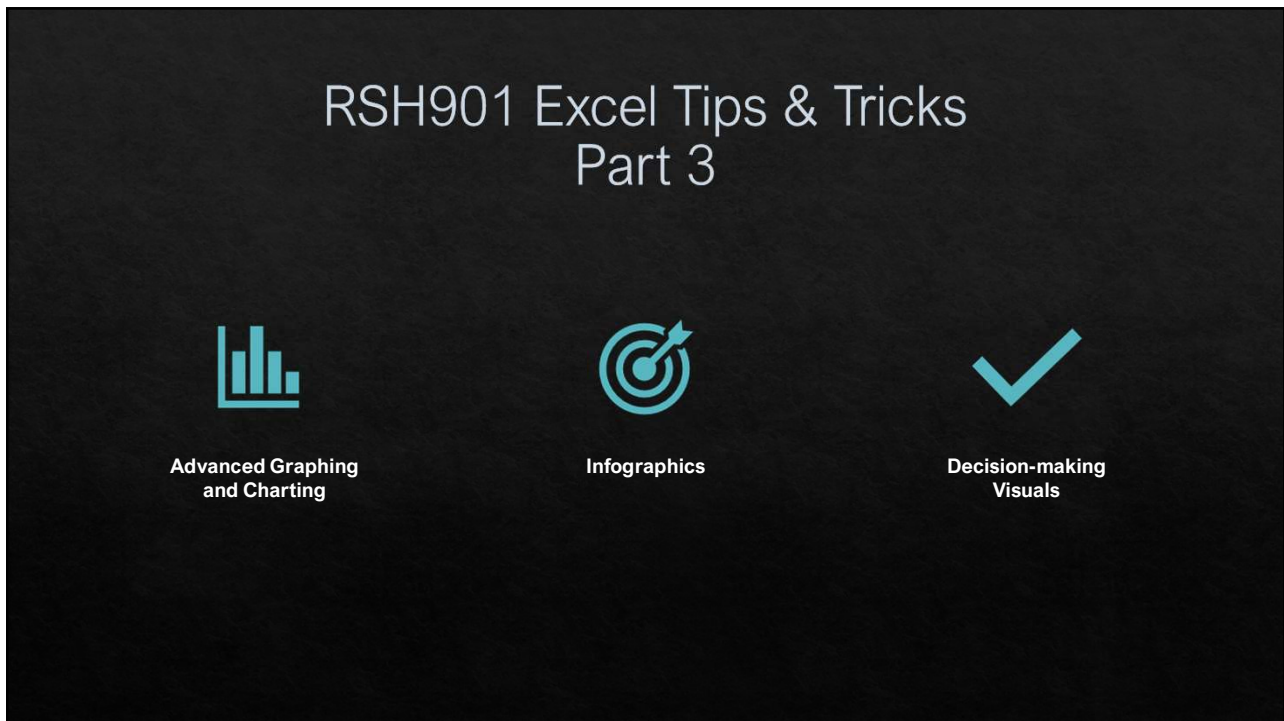 RSH901 Excel Tips & Tricks
Part 3
Advanced Graphing
and Charting
Infographics
Decision-making
Visuals